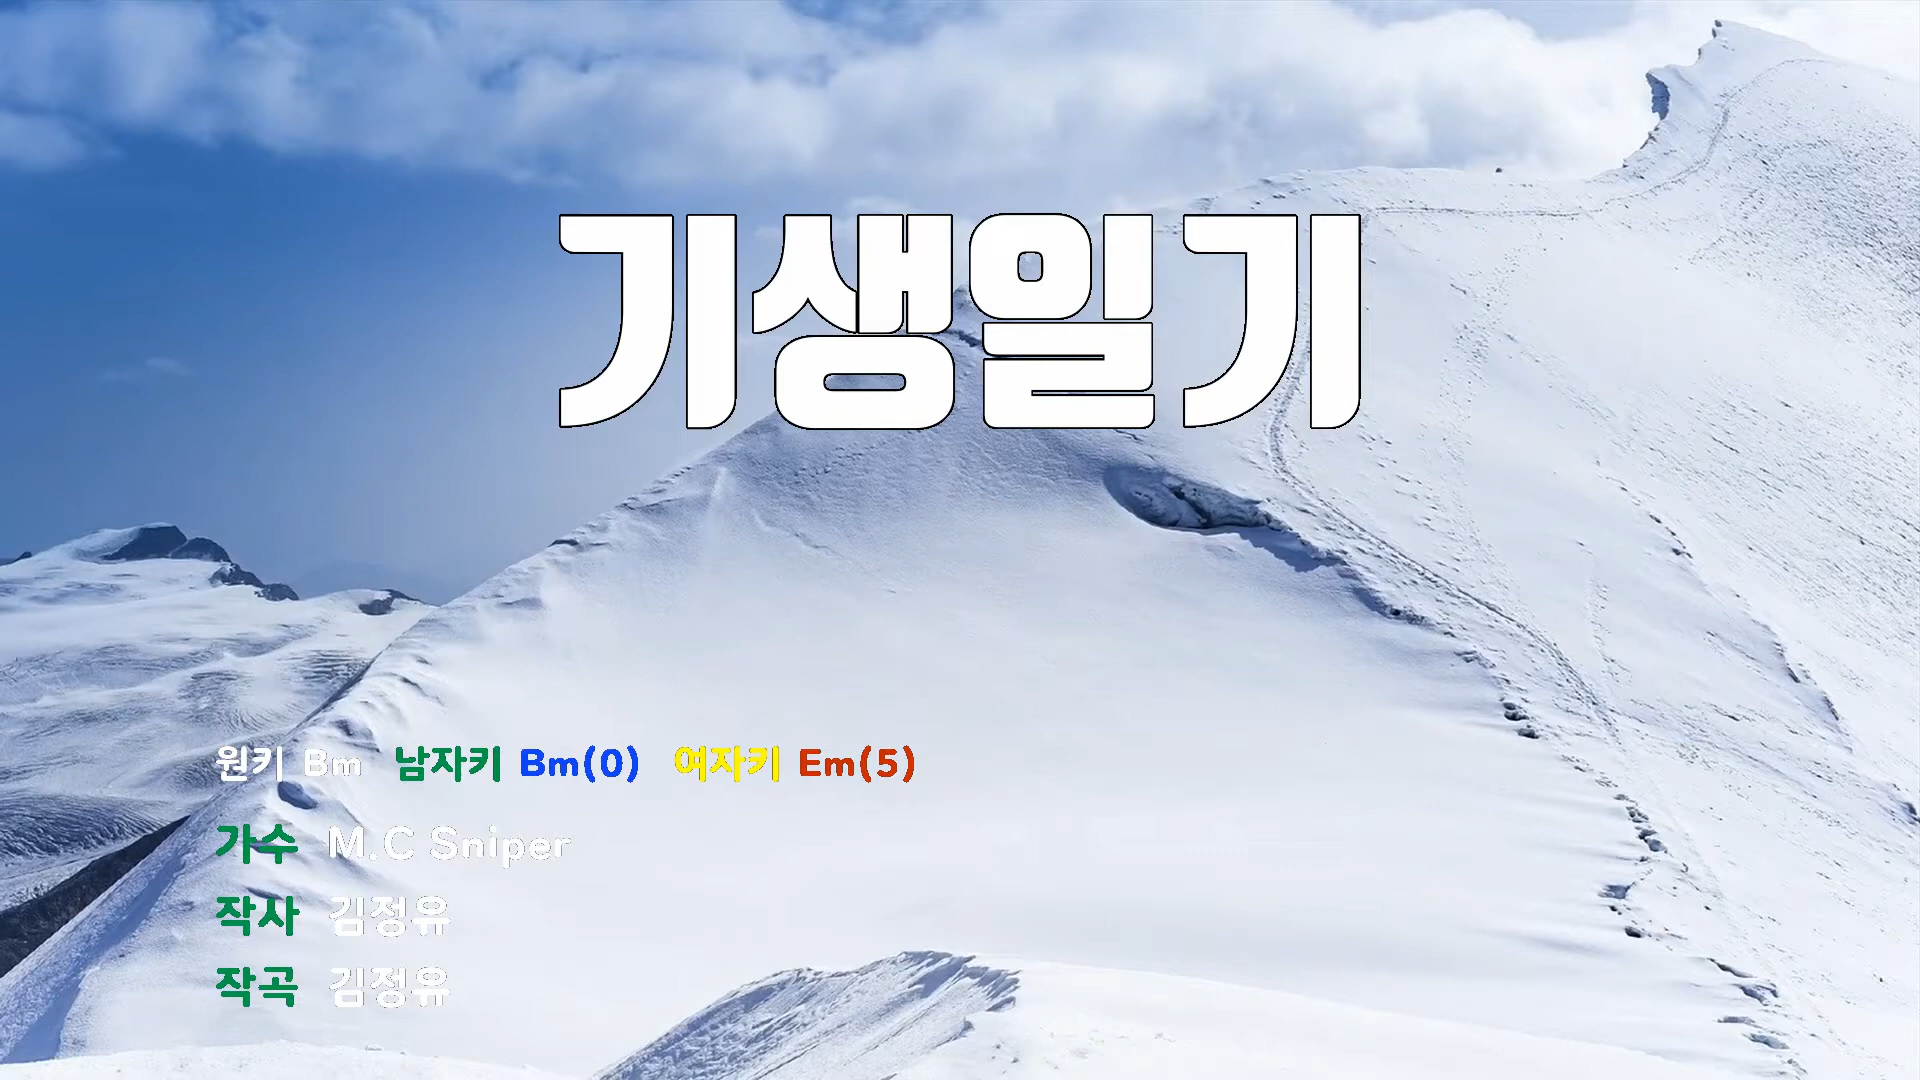 기생일기
원키 Bm 남자키 Bm(0) 여자키 Em(5)
가수 M.C Sniper
작사 김정유
작곡 김정유